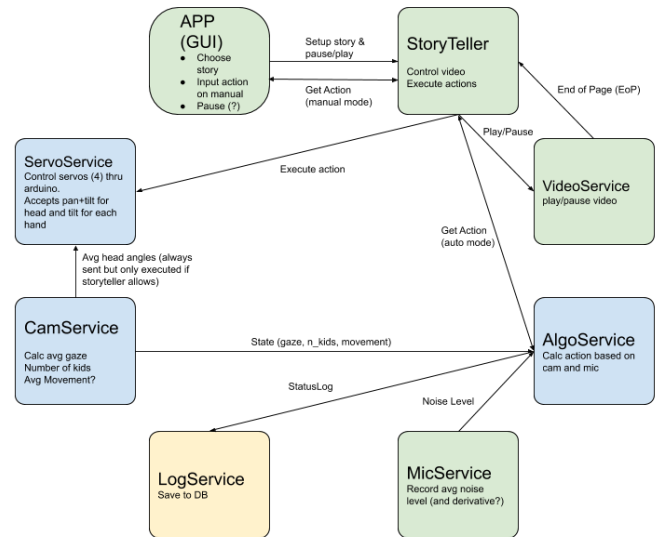 APP
(GUI)
● Choose
story
● Input action
on manual
● Pause (?)
Setup story &
pause/play
Get Action
(manual mode)
StoryTeller
Control video
Execute actions
End of Page (EoP)
Play/Pause
ServoService
Control servos (4) thru
arduino.
Accepts pan+tilt for
head and tilt for each
hand
Execute action
VideoService
play/pause video
Get Action
(auto mode)
Avg head angles (always
sent but only executed if
storyteller allows)
CamService
Calc avg gaze
Number of kids
Avg Movement?
State (gaze, n_kids, movement)
AlgoService
Calc action based on
cam and mic
StatusLog
Noise Level
LogService
Save to DB
MicService
Record avg noise
level (and derivative?)